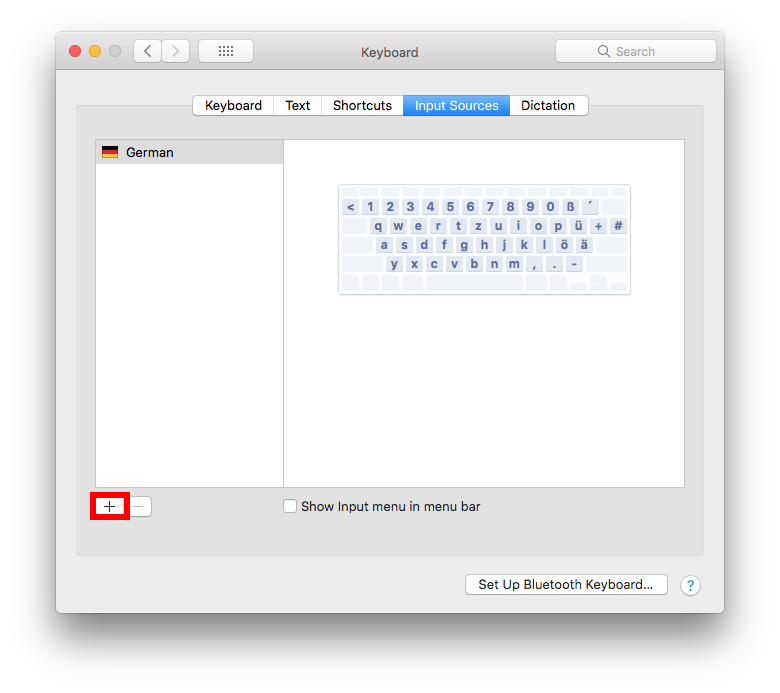 Keyboard
Search
Keyboard Text Shortcuts Input Sources Dictation
German
< 1 2 3 4 5 6 7 8 9 0 ß ´
q w e r t z u i o p ü + #
a s d f g h j k l ö ä
y x c v b n m , . -
+ −
Show Input menu in menu bar
Set Up Bluetooth Keyboard... ?